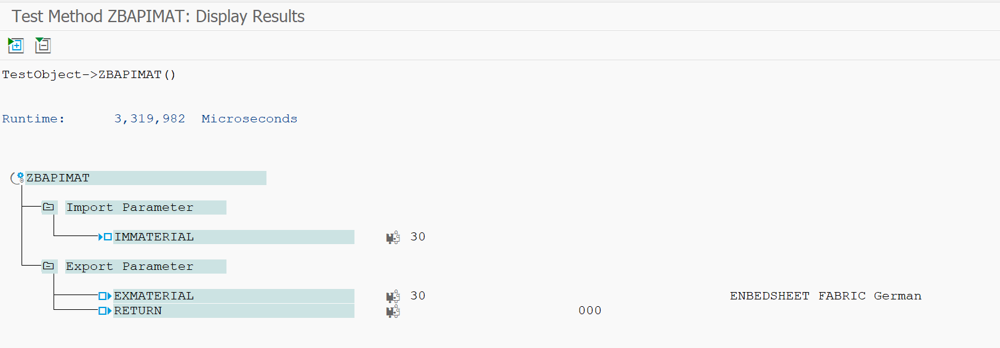 Test Method ZBAPIMAT: Display Results
TestObject->ZBAPIMAT()
Runtime: 3,319,982 Microseconds
ZBAPIMAT
Import Parameter
IMMATERIAL 30
Export Parameter
EXMATERIAL 30 ENBEDSHEET FABRIC German
RETURN 000